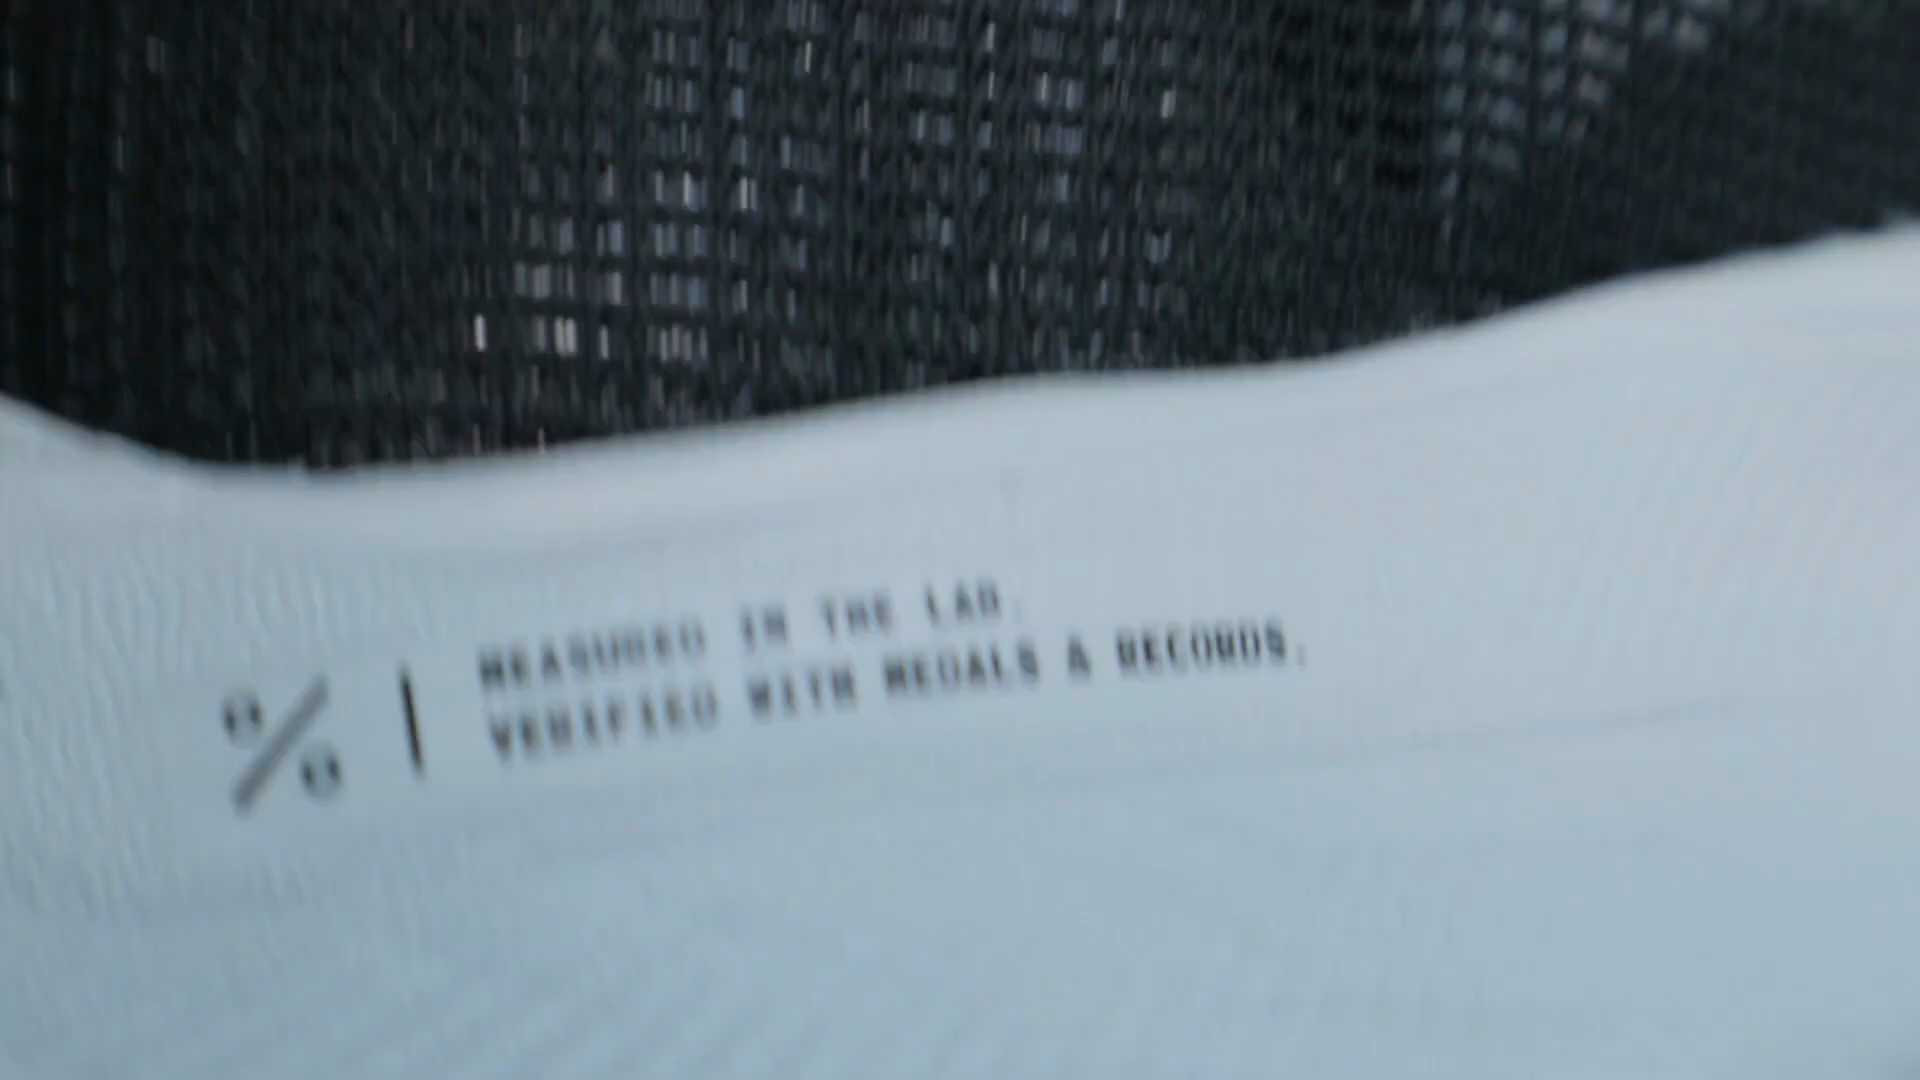 MEASURED IN THE LAB.
VERIFIED WITH MEDALS & RECORDS.